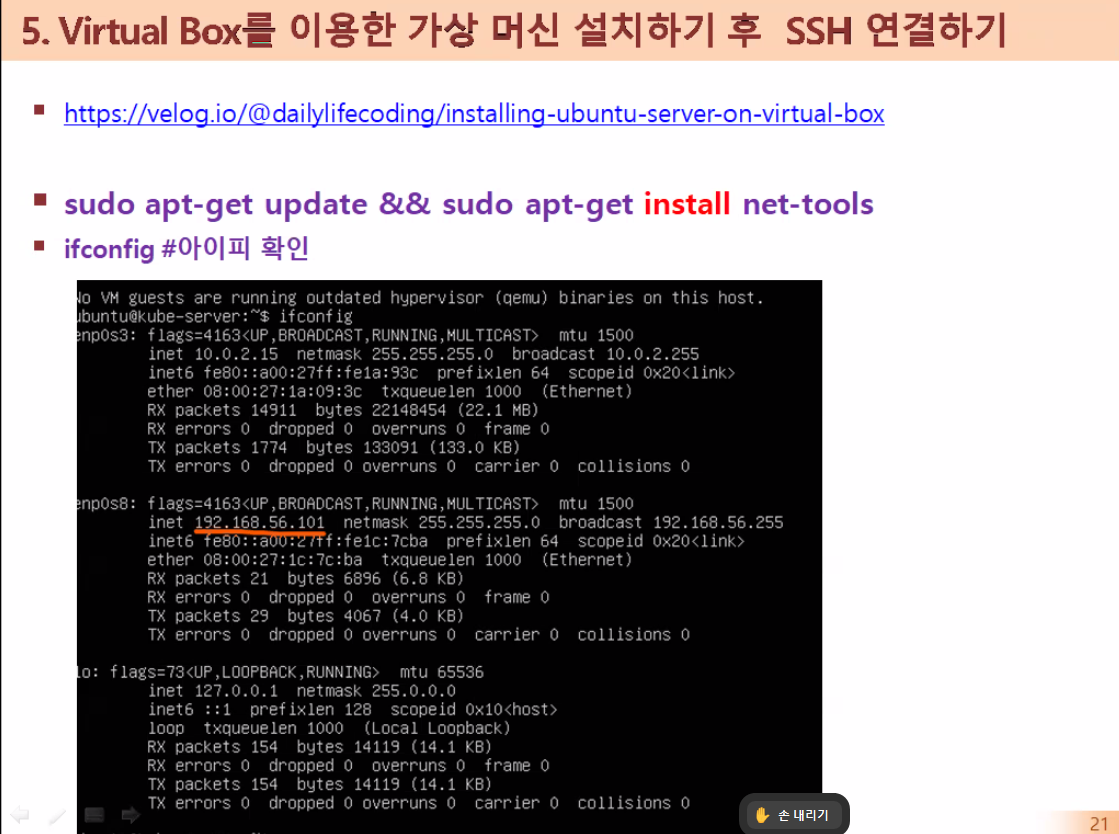 5. Virtual Box를 이용한 가상 머신 설치하기 후 SSH 연결하기
https://velog.io/@dailylifecoding/installing-ubuntu-server-on-virtual-box
sudo apt-get update && sudo apt-get install net-tools
ifconfig #아이피 확인
No VM guests are running outdated hypervisor (qemu) binaries on this host.
ubuntu@kube-server:~$ ifconfig
enp0s3: flags=4163<UP,BROADCAST,RUNNING,MULTICAST> mtu 1500
inet 10.0.2.15 netmask 255.255.255.0 broadcast 10.0.2.255
inet6 fe80::a00:27ff:fe1a:93c prefixlen 64 scopeid 0x20<link>
ether 08:00:27:1a:09:3c txqueuelen 1000 (Ethernet)
RX packets 14911 bytes 22148454 (22.1 MB)
RX errors 0 dropped 0 overruns 0 frame 0
TX packets 1774 bytes 133091 (133.0 KB)
TX errors 0 dropped 0 overruns 0 carrier 0 collisions 0
enp0s8: flags=4163<UP,BROADCAST,RUNNING,MULTICAST> mtu 1500
inet 192.168.56.101 netmask 255.255.255.0 broadcast 192.168.56.255
inet6 fe80::a00:27ff:fe1c:7cba prefixlen 64 scopeid 0x20<link>
ether 08:00:27:1c:7c:ba txqueuelen 1000 (Ethernet)
RX packets 21 bytes 6896 (6.8 KB)
RX errors 0 dropped 0 overruns 0 frame 0
TX packets 29 bytes 4067 (4.0 KB)
TX errors 0 dropped 0 overruns 0 carrier 0 collisions 0
lo: flags=73<UP,LOOPBACK,RUNNING> mtu 65536
inet 127.0.0.1 netmask 255.0.0.0
inet6 ::1 prefixlen 128 scopeid 0x10<host>
loop txqueuelen 1000 (Local Loopback)
RX packets 154 bytes 14119 (14.1 KB)
RX errors 0 dropped 0 overruns 0 frame 0
TX packets 154 bytes 14119 (14.1 KB)
TX errors 0 dropped 0 overruns 0 carrier 0 collisions 0
손 내리기
21